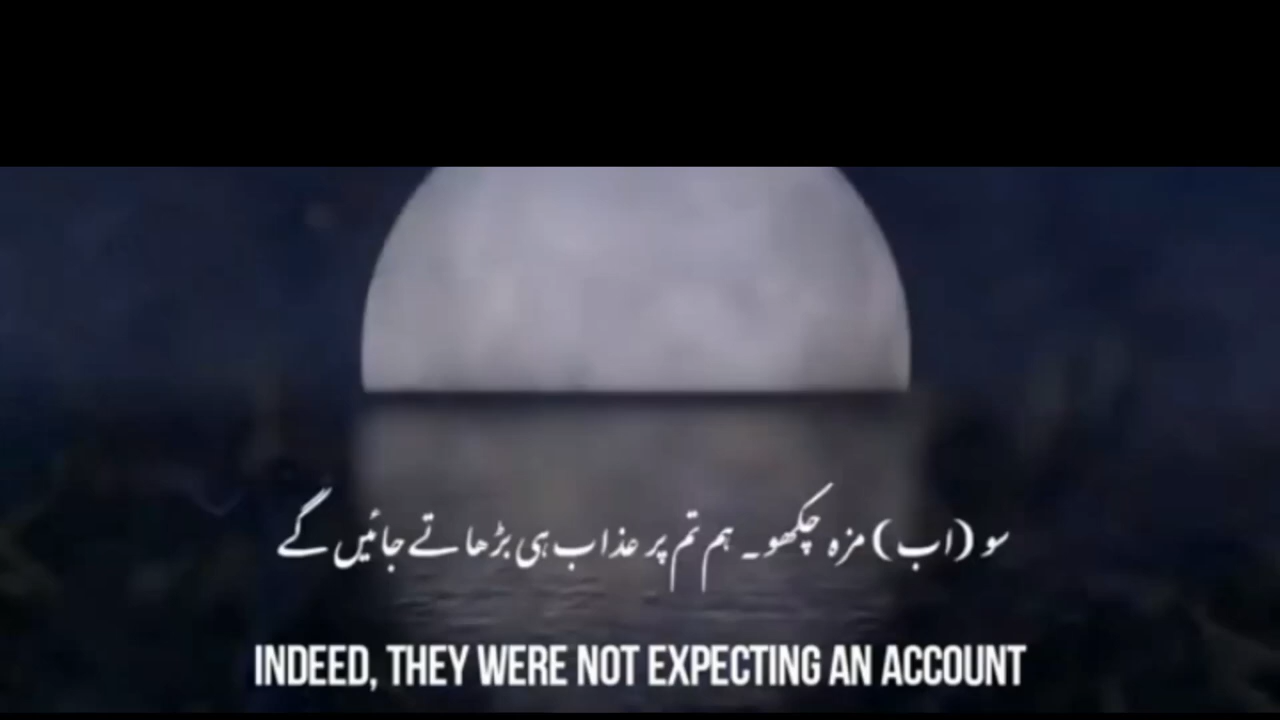 سو (اب) مزہ چکھو۔ ہم تم پر عذاب ہی بڑھاتے جائیں گے
INDEED, THEY WERE NOT EXPECTING AN ACCOUNT